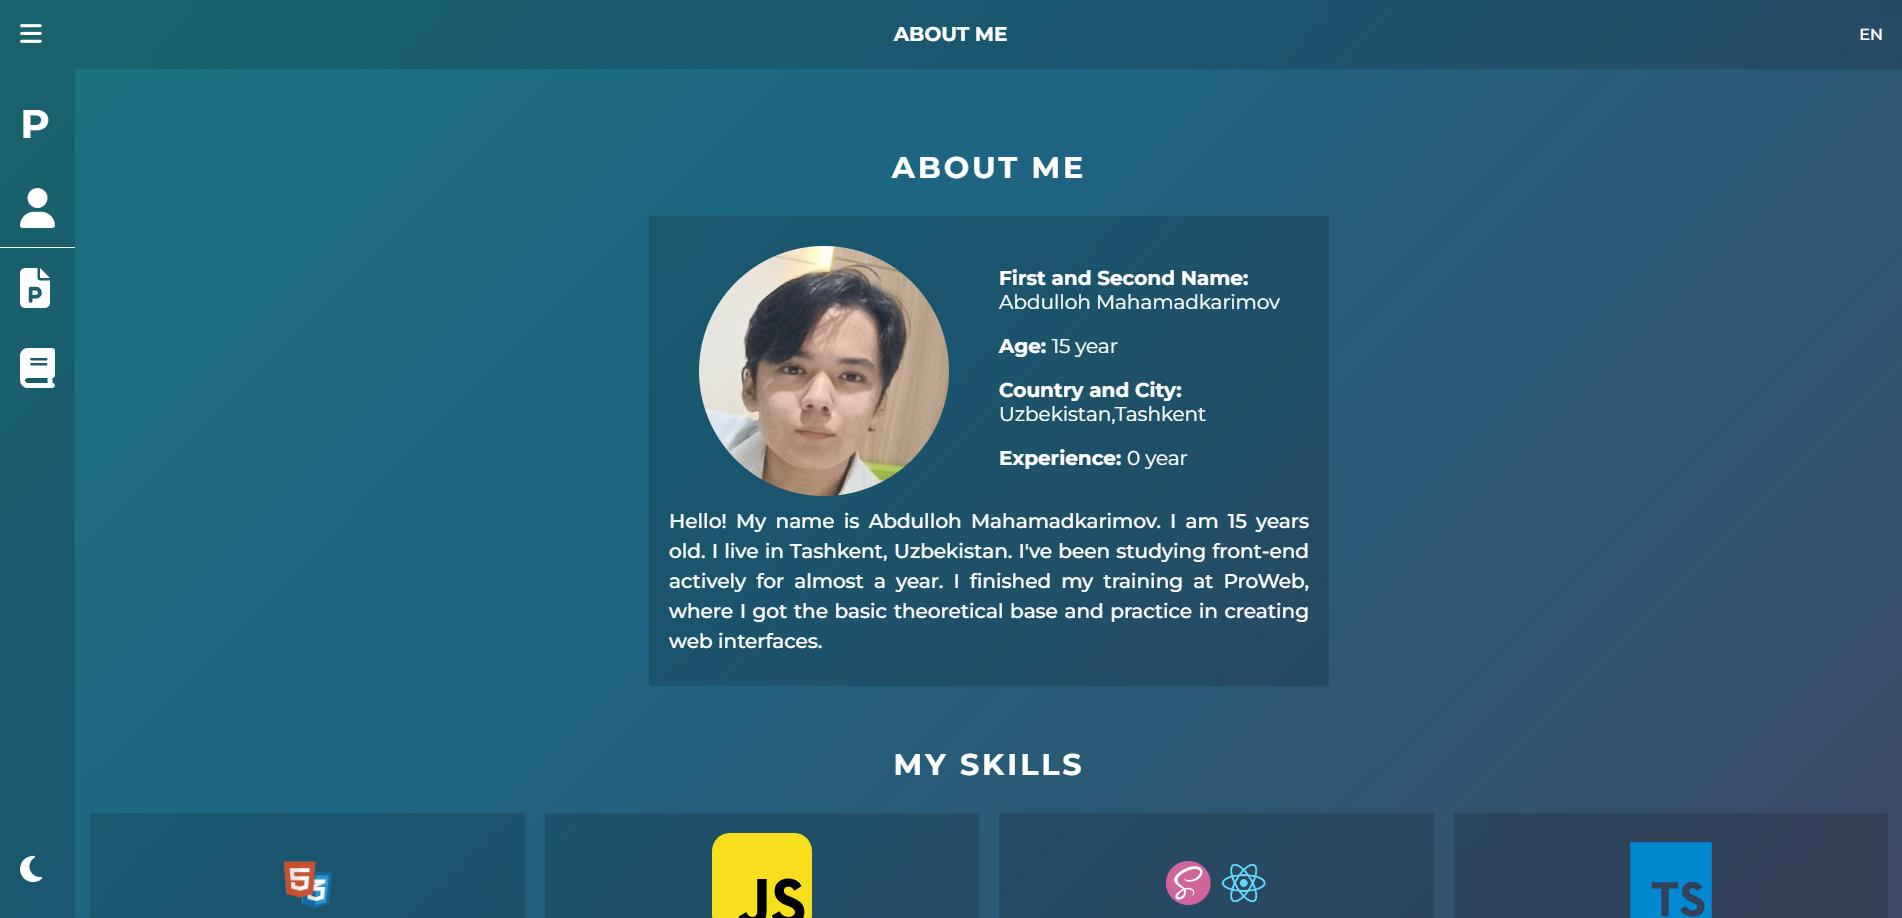 ABOUT ME
EN
P
P
ABOUT ME
First and Second Name:
Abdulloh Mahamadkarimov
Age: 15 year
Country and City:
Uzbekistan,Tashkent
Experience: 0 year
Hello! My name is Abdulloh Mahamadkarimov. I am 15 years
old. I live in Tashkent, Uzbekistan. I've been studying front-end
actively for almost a year. I finished my training at ProWeb,
where I got the basic theoretical base and practice in creating
web interfaces.
MY SKILLS
5 3
JS
TS